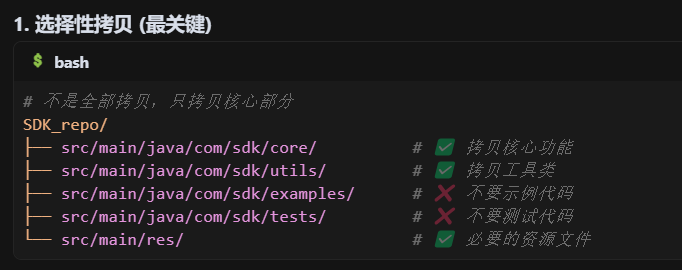 1. 选择性拷贝 (最关键)
bash
# 不是全部拷贝，只拷贝核心部分
SDK_repo/
├── src/main/java/com/sdk/core/ # ✅ 拷贝核心功能
├── src/main/java/com/sdk/utils/ # ✅ 拷贝工具类
├── src/main/java/com/sdk/examples/ # ❌ 不要示例代码
├── src/main/java/com/sdk/tests/ # ❌ 不要测试代码
└── src/main/res/ # ✅ 必要的资源文件